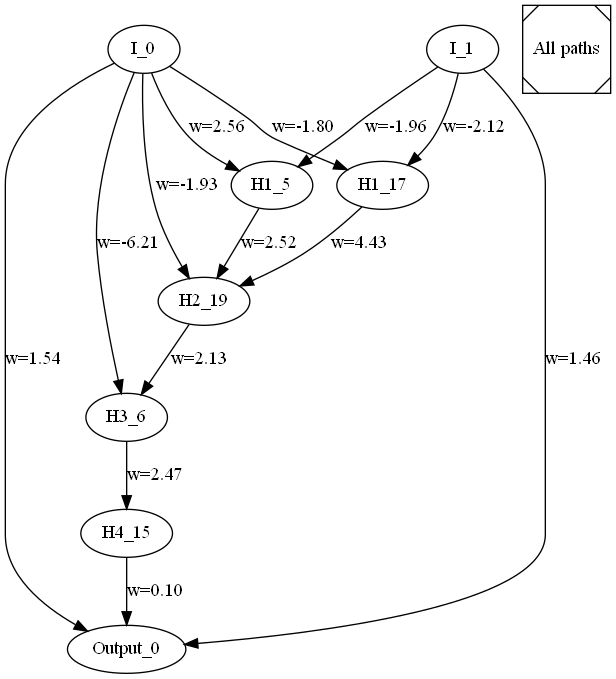 I_0
I_1
All paths
w=2.56
w=-1.80
w=-1.96
w=-2.12
w=-1.93
H1_5
H1_17
w=-6.21
w=2.52
w=4.43
H2_19
w=1.54
w=2.13
w=1.46
H3_6
w=2.47
H4_15
w=0.10
Output_0